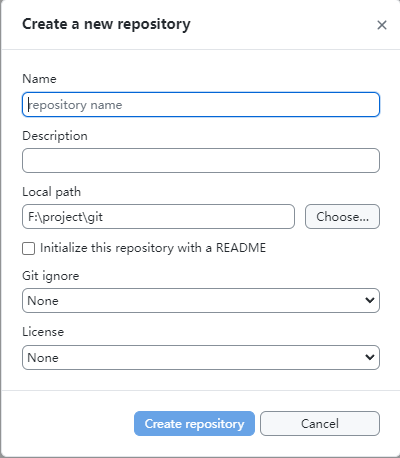 Create a new repository
×
Name
repository name
Description
Local path
F:\project\git
Choose...
Initialize this repository with a README
Git ignore
None
License
None
Create repository
Cancel